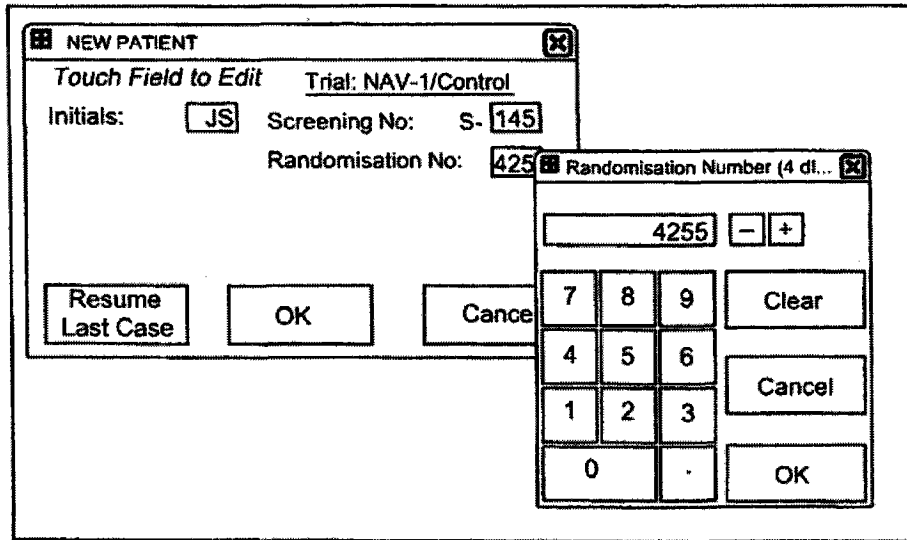 NEW PATIENT
Touch Field to Edit Trial: NAV-1/Control
Initials: JS Screening No: S- 145
Randomisation No: 425
Resume
Last Case
OK
Cance
Randomisation Number (4 di...
4255 − +
7 8 9 Clear
4 5 6
Cancel
1 2 3
0 . OK